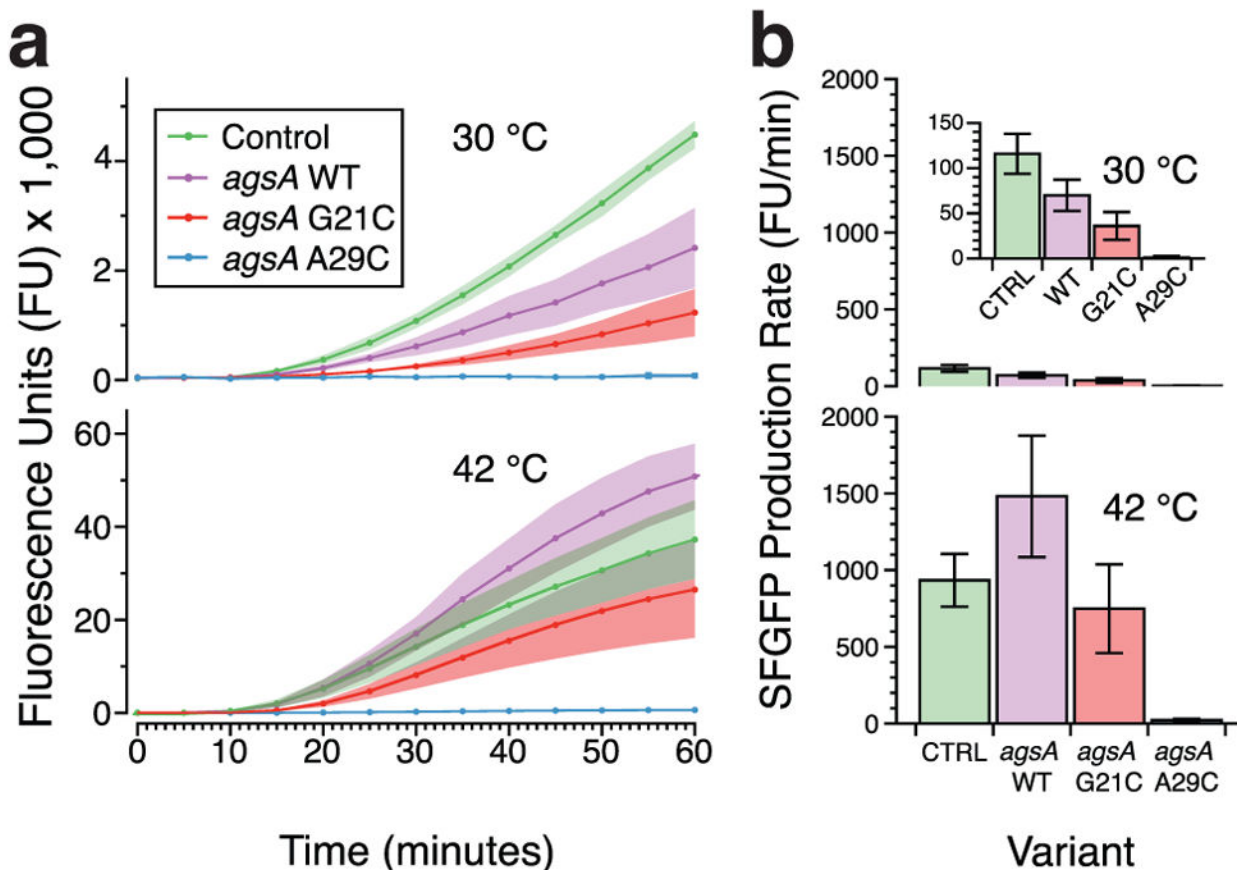 a
Fluorescence Units (FU) x 1,000
4
2
0
30 °C
Control
agsA WT
agsA G21C
agsA A29C
60
40
20
0
42 °C
0 10 20 30 40 50 60
Time (minutes)
b
SFGFP Production Rate (FU/min)
2000
1500
1000
500
0
150
100
50
0
30 °C
CTRL WT G21C A29C
2000
1500
1000
500
0
42 °C
CTRL agsA agsA agsA
WT G21C A29C
Variant